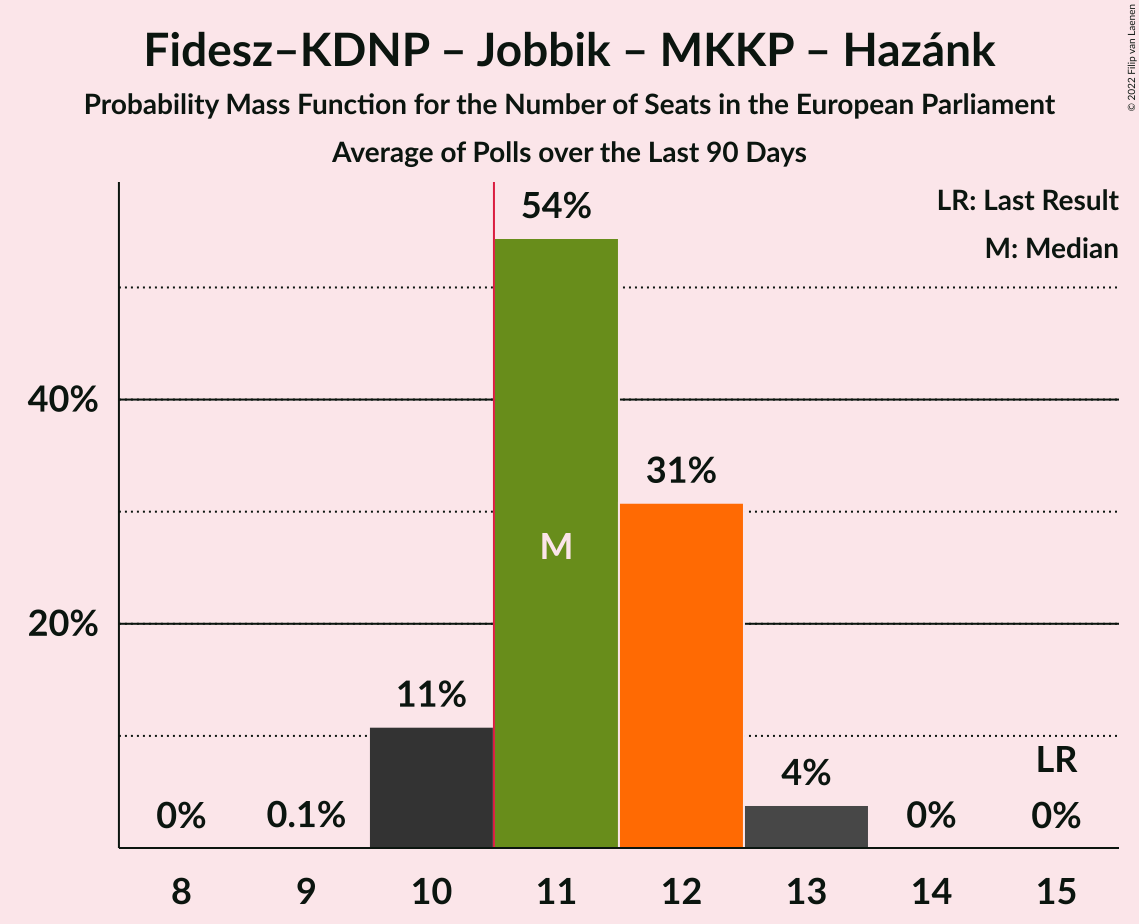 Fidesz–KDNP – Jobbik – MKKP – Hazánk
Probability Mass Function for the Number of Seats in the European Parliament
Average of Polls over the Last 90 Days
© 2022 Filip van Laenen
LR: Last Result
M: Median
54%
40%
31%
M
20%
11%
LR
4%
0%
0.1%
0%
0%
8
9
10
11
12
13
14
15